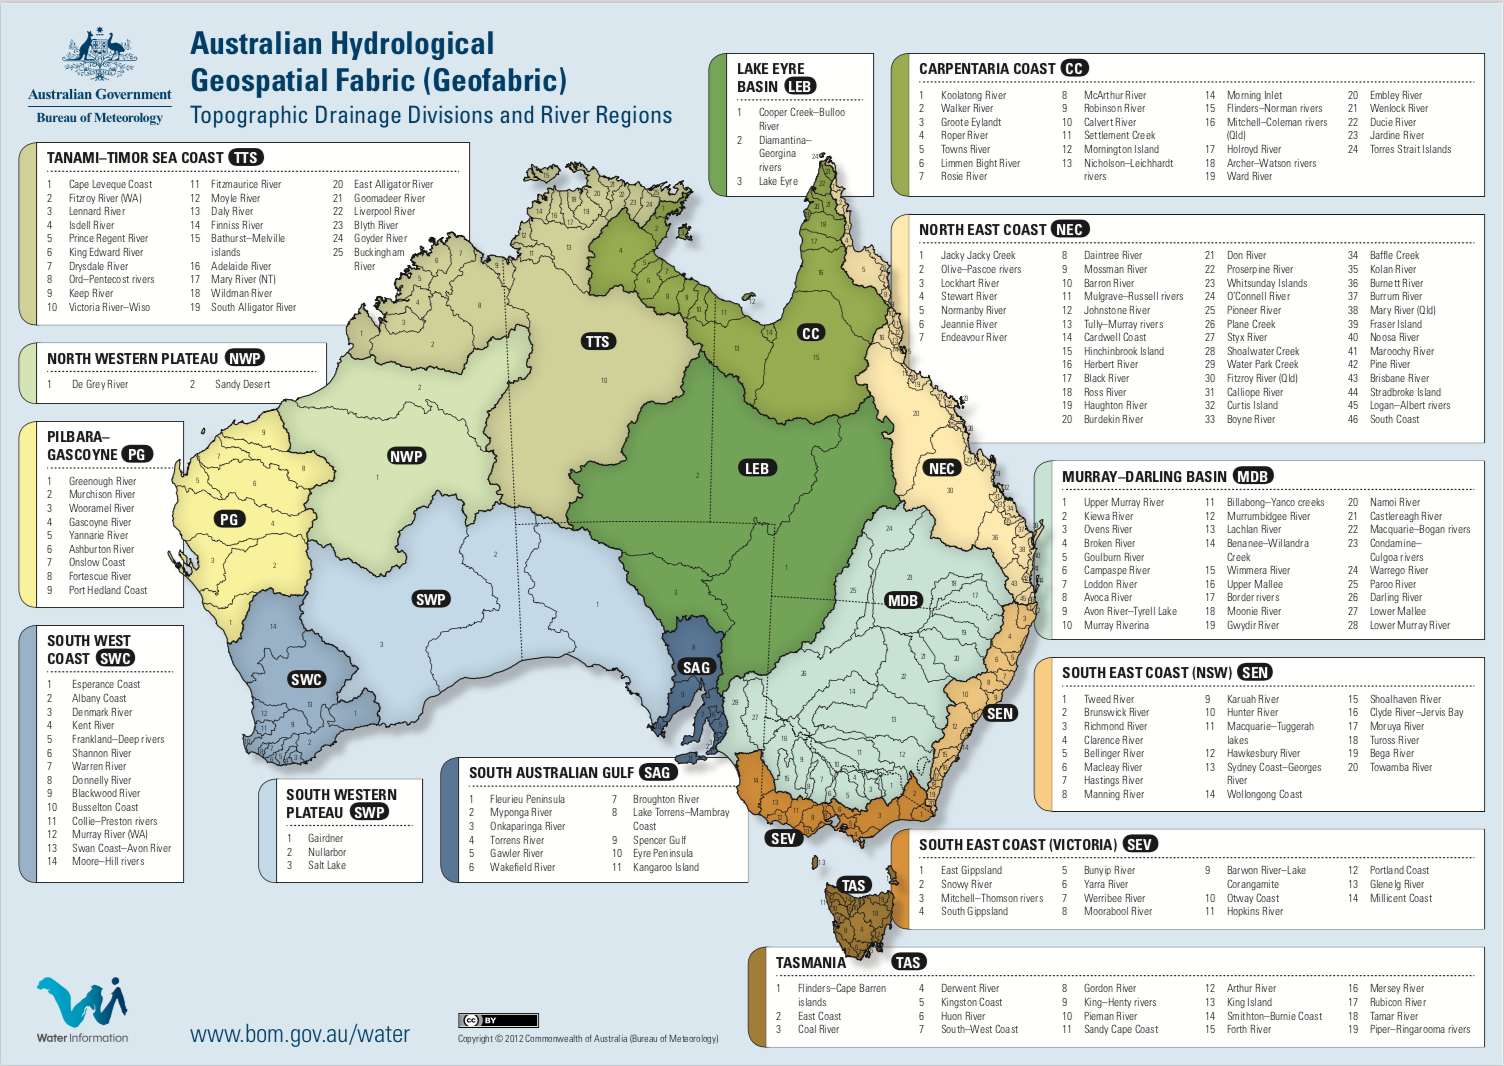 Australian Government
Bureau of Meteorology
Australian Hydrological
Geospatial Fabric (Geofabric)
Topographic Drainage Divisions and River Regions
TANAMI–TIMOR SEA COAST TTS
1 Cape Leveque Coast
2 Fitzroy River (WA)
3 Lennard River
4 Isdell River
5 Prince Regent River
6 King Edward River
7 Drysdale River
8 Ord–Pentecost rivers
9 Keep River
10 Victoria River–Wiso
11 Fitzmaurice River
12 Moyle River
13 Daly River
14 Finniss River
15 Bathurst–Melville
islands
16 Adelaide River
17 Mary River (NT)
18 Wildman River
19 South Alligator River
20 East Alligator River
21 Goomadeer River
22 Liverpool River
23 Blyth River
24 Goyder River
25 Buckingham
River
NORTH WESTERN PLATEAU NWP
1 De Grey River
2 Sandy Desert
PILBARA–
GASCOYNE PG
1 Greenough River
2 Murchison River
3 Wooramel River
4 Gascoyne River
5 Yannarie River
6 Ashburton River
7 Onslow Coast
8 Fortescue River
9 Port Hedland Coast
SOUTH WEST
COAST SWC
1 Esperance Coast
2 Albany Coast
3 Denmark River
4 Kent River
5 Frankland–Deep rivers
6 Shannon River
7 Warren River
8 Donnelly River
9 Blackwood River
10 Busselton Coast
11 Collie–Preston rivers
12 Murray River (WA)
13 Swan Coast–Avon River
14 Moore–Hill rivers
SOUTH WESTERN
PLATEAU SWP
1 Gairdner
2 Nullarbor
3 Salt Lake
SOUTH AUSTRALIAN GULF SAG
1 Fleurieu Peninsula
2 Myponga River
3 Onkaparinga River
4 Torrens River
5 Gawler River
6 Wakefield River
7 Broughton River
8 Lake Torrens–Mambray
Coast
9 Spencer Gulf
10 Eyre Peninsula
11 Kangaroo Island
LAKE EYRE
BASIN LEB
1 Cooper Creek–Bulloo
River
2 Diamantina–
Georgina
rivers
3 Lake Eyre
CARPENTARIA COAST CC
1 Koolatong River
2 Walker River
3 Groote Eylandt
4 Roper River
5 Towns River
6 Limmen Bight River
7 Rosie River
8 McArthur River
9 Robinson River
10 Calvert River
11 Settlement Creek
12 Mornington Island
13 Nicholson–Leichhardt
rivers
14 Morning Inlet
15 Flinders–Norman rivers
16 Mitchell–Coleman rivers
(Qld)
17 Holroyd River
18 Archer–Watson rivers
19 Ward River
20 Embley River
21 Wenlock River
22 Ducie River
23 Jardine River
24 Torres Strait Islands
NORTH EAST COAST NEC
1 Jacky Jacky Creek
2 Olive–Pascoe rivers
3 Lockhart River
4 Stewart River
5 Normanby River
6 Jeannie River
7 Endeavour River
8 Daintree River
9 Mossman River
10 Barron River
11 Mulgrave–Russell rivers
12 Johnstone River
13 Tully–Murray rivers
14 Cardwell Coast
15 Hinchinbrook Island
16 Herbert River
17 Black River
18 Ross River
19 Haughton River
20 Burdekin River
21 Don River
22 Proserpine River
23 Whitsunday Islands
24 O'Connell River
25 Pioneer River
26 Plane Creek
27 Styx River
28 Shoalwater Creek
29 Water Park Creek
30 Fitzroy River (Qld)
31 Calliope River
32 Curtis Island
33 Boyne River
34 Baffle Creek
35 Kolan River
36 Burnett River
37 Burrum River
38 Mary River (Qld)
39 Fraser Island
40 Noosa River
41 Maroochy River
42 Pine River
43 Brisbane River
44 Stradbroke Island
45 Logan–Albert rivers
46 South Coast
MURRAY–DARLING BASIN MDB
1 Upper Murray River
2 Kiewa River
3 Ovens River
4 Broken River
5 Goulburn River
6 Campaspe River
7 Loddon River
8 Avoca River
9 Avon River–Tyrell Lake
10 Murray Riverina
11 Billabong–Yanco creeks
12 Murrumbidgee River
13 Lachlan River
14 Benanee–Willandra
Creek
15 Wimmera River
16 Upper Mallee
17 Border rivers
18 Moonie River
19 Gwydir River
20 Namoi River
21 Castlereagh River
22 Macquarie–Bogan rivers
23 Condamine–
Culgoa rivers
24 Warrego River
25 Paroo River
26 Darling River
27 Lower Mallee
28 Lower Murray River
SOUTH EAST COAST (NSW) SEN
1 Tweed River
2 Brunswick River
3 Richmond River
4 Clarence River
5 Bellinger River
6 Macleay River
7 Hastings River
8 Manning River
9 Karuah River
10 Hunter River
11 Macquarie–Tuggerah
lakes
12 Hawkesbury River
13 Sydney Coast–Georges
River
14 Wollongong Coast
15 Shoalhaven River
16 Clyde River–Jervis Bay
17 Moruya River
18 Tuross River
19 Bega River
20 Towamba River
SOUTH EAST COAST (VICTORIA) SEV
1 East Gippsland
2 Snowy River
3 Mitchell–Thomson rivers
4 South Gippsland
5 Bunyip River
6 Yarra River
7 Werribee River
8 Moorabool River
9 Barwon River–Lake
Corangamite
10 Otway Coast
11 Hopkins River
12 Portland Coast
13 Glenelg River
14 Millicent Coast
TASMANIA TAS
1 Flinders–Cape Barren
islands
2 East Coast
3 Coal River
4 Derwent River
5 Kingston Coast
6 Huon River
7 South–West Coast
8 Gordon River
9 King–Henty rivers
10 Pieman River
11 Sandy Cape Coast
12 Arthur River
13 King Island
14 Smithton–Burnie Coast
15 Forth River
16 Mersey River
17 Rubicon River
18 Tamar River
19 Piper–Ringarooma rivers
TTS
CC
NWP
LEB
NEC
PG
SWP
MDB
SWC
SAG
SEN
SEV
TAS
Water Information
www.bom.gov.au/water
cc BY
Copyright © 2012 Commonwealth of Australia (Bureau of Meteorology)